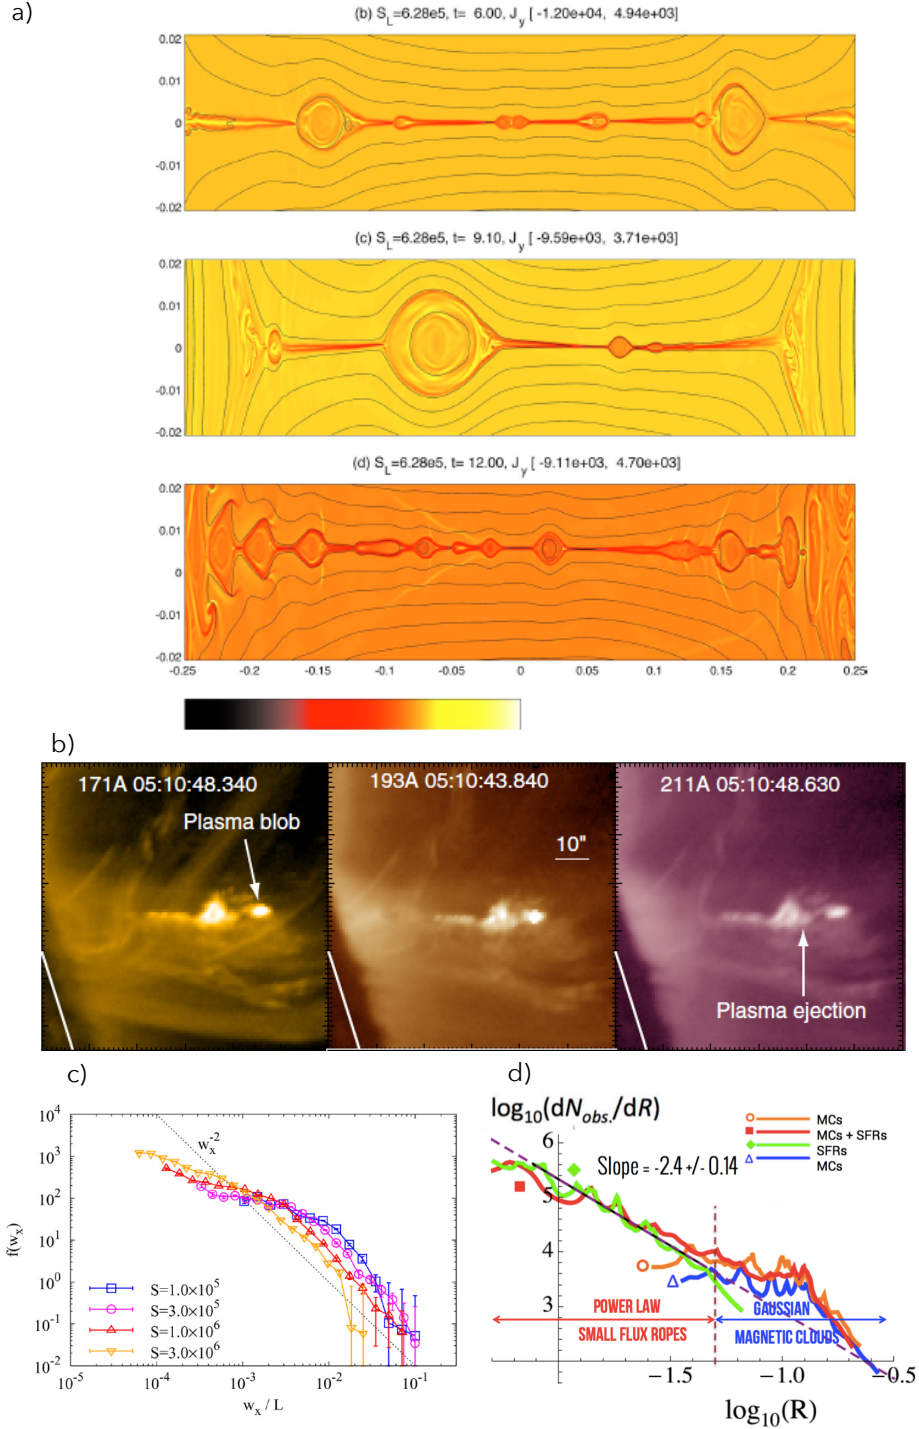 a)
(b) S_L=6.28e5, t= 6.00, J_y [ -1.20e+04, 4.94e+03]
0.02
0.01
0
-0.01
-0.02
(c) S_L=6.28e5, t= 9.10, J_y [ -9.59e+03, 3.71e+03]
0.02
0.01
0
-0.01
-0.02
(d) S_L=6.28e5, t= 12.00, J_y [ -9.11e+03, 4.70e+03]
0.02
0.01
0
-0.01
-0.02
-0.25 -0.2 -0.15 -0.1 -0.05 0 0.05 0.1 0.15 0.2 0.25
b)
171A 05:10:48.340
Plasma blob
193A 05:10:43.840
10"
211A 05:10:48.630
Plasma ejection
c)
f(w_x)
10^4
10^3
10^2
10^1
10^0
10^-1
10^-2
w_x^-2
S=1.0×10^5
S=3.0×10^5
S=1.0×10^6
S=3.0×10^6
10^-5 10^-4 10^-3 10^-2 10^-1
w_x / L
d)
log_10(dN_obs./dR)
6
5
4
3
Slope = -2.4 +/- 0.14
MCs
MCs + SFRs
SFRs
MCs
POWER LAW
SMALL FLUX ROPES
GAUSSIAN
MAGNETIC CLOUDS
-1.5 -1.0 -0.5
log_10(R)